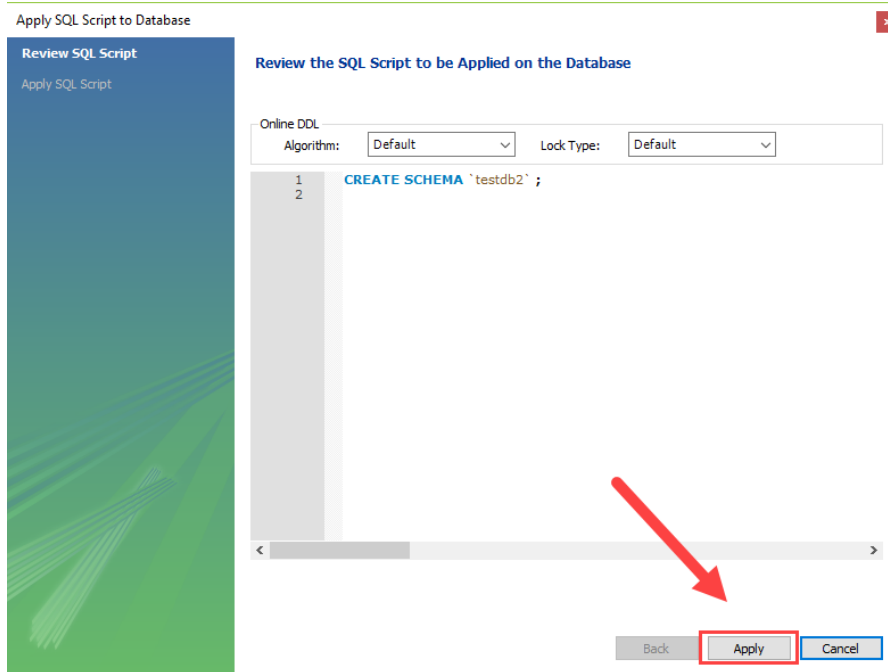 Apply SQL Script to Database
Review SQL Script
Apply SQL Script
Review the SQL Script to be Applied on the Database
Online DDL
Algorithm: Default Lock Type: Default
1 CREATE SCHEMA `testdb2` ;
2
Back Apply Cancel